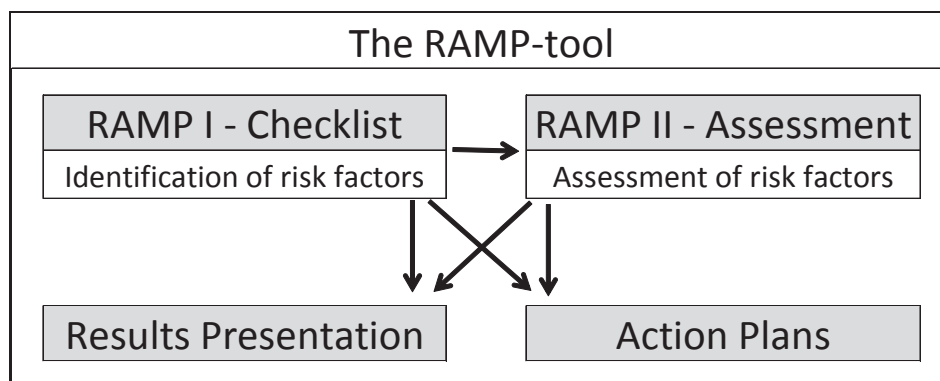 The RAMP-tool
RAMP I - Checklist
Identification of risk factors
RAMP II - Assessment
Assessment of risk factors
Results Presentation
Action Plans